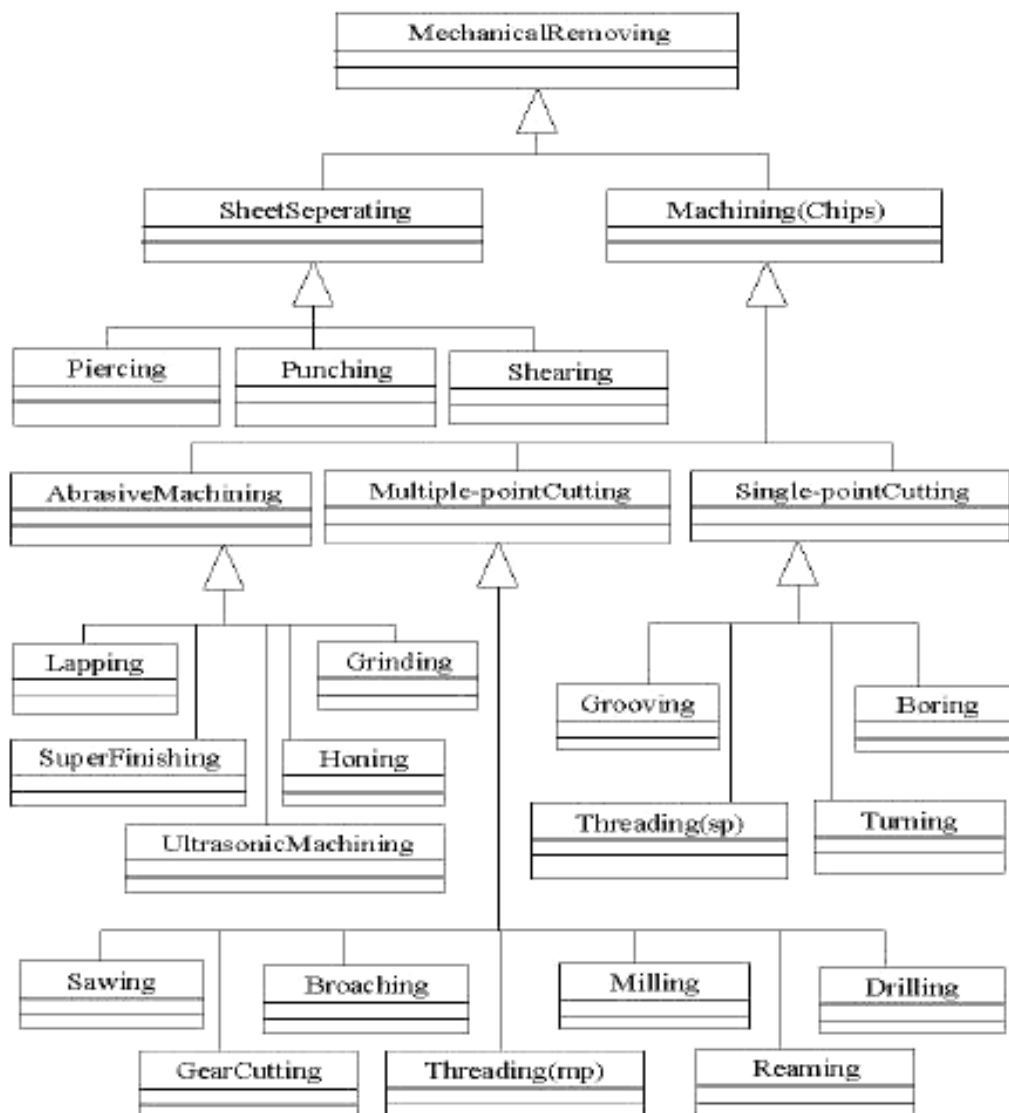 MechanicalRemoving
SheetSeperating
Machining(Chips)
Piercing
Punching
Shearing
AbrasiveMachining
Multiple-pointCutting
Single-pointCutting
Lapping
Grinding
Grooving
Boring
SuperFinishing
Honing
Threading(sp)
Turning
UltrasonicMachining
Sawing
Broaching
Milling
Drilling
GearCutting
Threading(mp)
Reaming